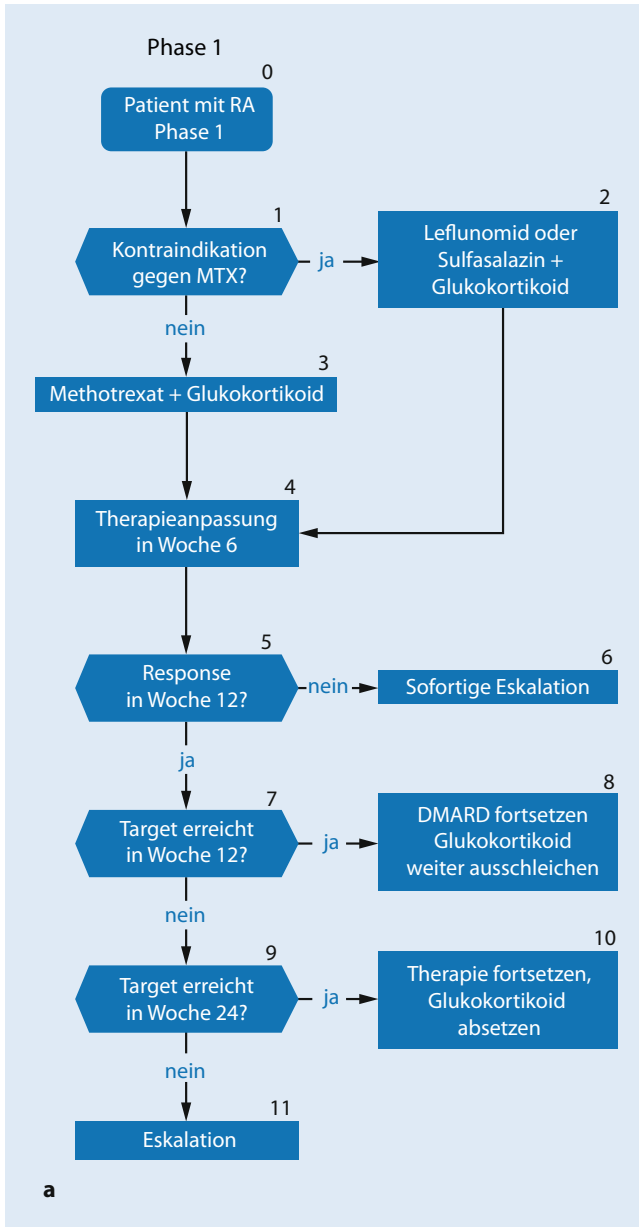 Phase 1
0
Patient mit RA
Phase 1
1
Kontraindikation
gegen MTX?
ja
2
Leflunomid oder
Sulfasalazin +
Glukokortikoid
nein
3
Methotrexat + Glukokortikoid
4
Therapieanpassung
in Woche 6
5
Response
in Woche 12?
nein
6
Sofortige Eskalation
ja
7
Target erreicht
in Woche 12?
ja
8
DMARD fortsetzen
Glukokortikoid
weiter ausschleichen
nein
9
Target erreicht
in Woche 24?
ja
10
Therapie fortsetzen,
Glukokortikoid
absetzen
nein
11
Eskalation
a